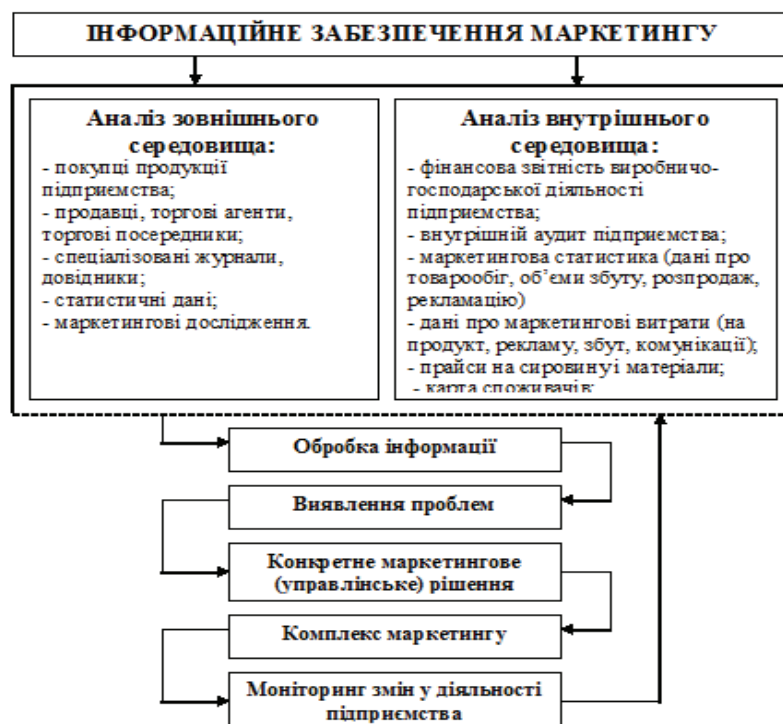 ІНФОРМАЦІЙНЕ ЗАБЕЗПЕЧЕННЯ МАРКЕТИНГУ
Аналіз зовнішнього
середовища:
- покупці продукції
підприємства;
- продавці, торгові агенти,
торгові посередники;
- спеціалізовані журнали,
довідники;
- статистичні дані;
- маркетингові дослідження.
Аналіз внутрішнього
середовища:
- фінансова звітність виробничо-
господарської діяльності
підприємства;
- внутрішній аудит підприємства;
- маркетингова статистика (дані про
товарообіг, об’єми збуту, розпродаж,
рекламацію)
- дані про маркетингові витрати (на
продукт, рекламу, збут, комунікації);
- прайси на сировину і матеріали;
- карта споживачів;
Обробка інформації
Виявлення проблем
Конкретне маркетингове
(управлінське) рішення
Комплекс маркетингу
Моніторинг змін у діяльності
підприємства